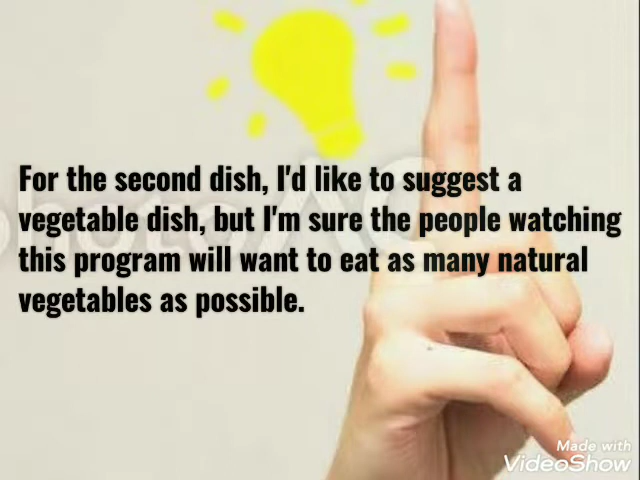 For the second dish, I'd like to suggest a
vegetable dish, but I'm sure the people watching
this program will want to eat as many natural
vegetables as possible.
Made with
VideoShow